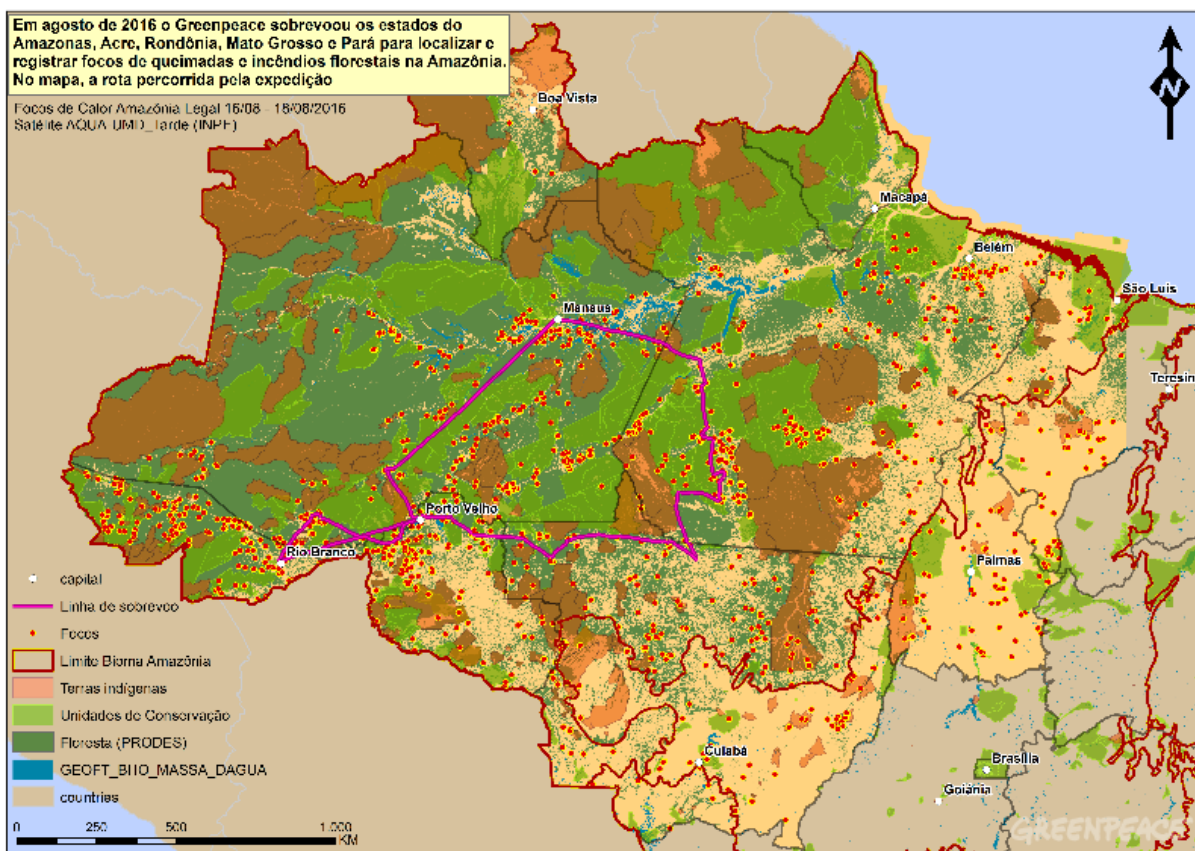 Em agosto de 2016 o Greenpeace sobrevoou os estados do
Amazonas, Acre, Rondônia, Mato Grosso e Pará para localizar e
registrar focos de queimadas e incêndios florestais na Amazônia.
No mapa, a rota percorrida pela expedição
Focos de Calor Amazônia Legal 16/08 - 18/08/2016
Satélite AQUA UMD_Tarde (INPE)
N
Boa Vista
Macapá
Belém
São Luis
Manaus
Teresin
Porto Velho
Rio Branco
Palmas
Cuiabá
Brasília
Goiânia
capital
Linha de sobrevoo
Focos
Limite Bioma Amazônia
Terras indígenas
Unidades de Conservação
Floresta (PRODES)
GEOFT_BHO_MASSA_DAGUA
countries
0 250 500 1.000
KM
GREENPEACE